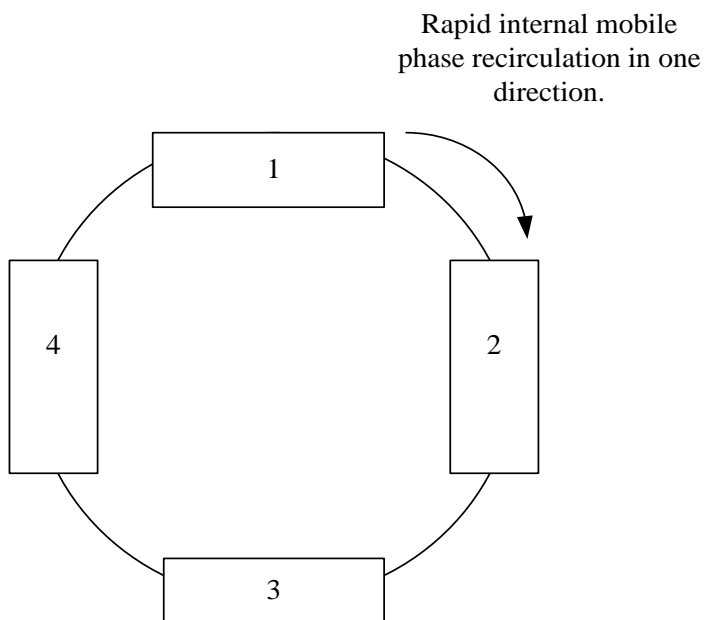 Rapid internal mobile
phase recirculation in one
direction.
1
4
2
3